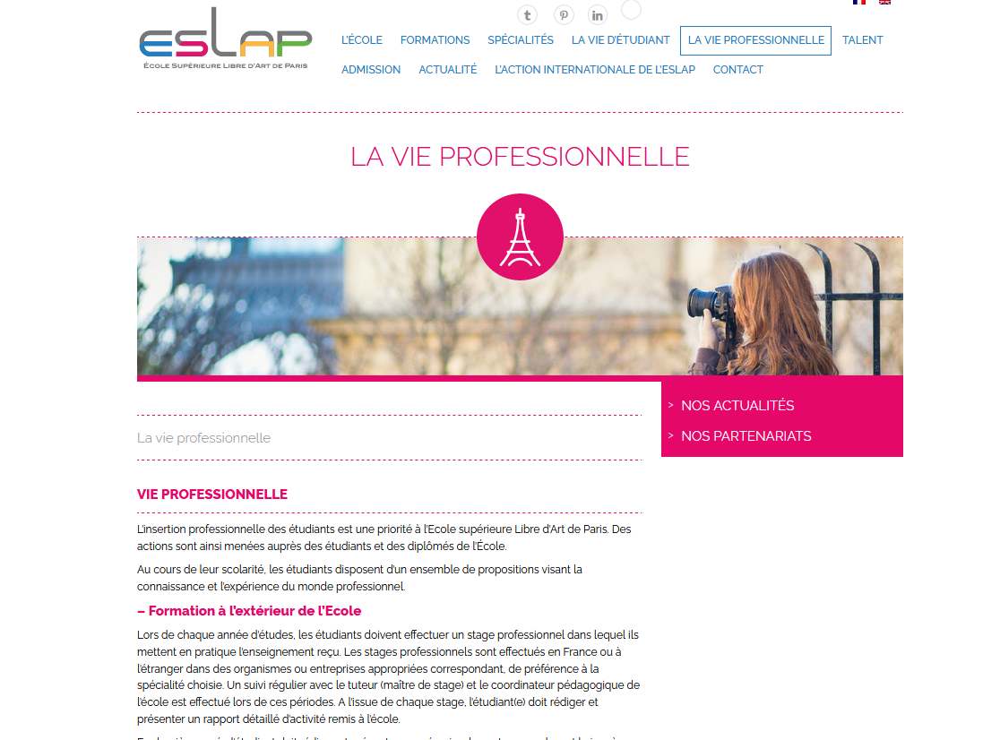 ESLAP
ÉCOLE SUPÉRIEURE LIBRE D'ART DE PARIS
L'ÉCOLE FORMATIONS SPÉCIALITÉS LA VIE D'ÉTUDIANT LA VIE PROFESSIONNELLE TALENT
ADMISSION ACTUALITÉ L'ACTION INTERNATIONALE DE L'ESLAP CONTACT
LA VIE PROFESSIONNELLE
> NOS ACTUALITÉS
> NOS PARTENARIATS
La vie professionnelle
VIE PROFESSIONNELLE
L'insertion professionnelle des étudiants est une priorité à l'Ecole supérieure Libre d'Art de Paris. Des
actions sont ainsi menées auprès des étudiants et des diplômés de l'École.
Au cours de leur scolarité, les étudiants disposent d'un ensemble de propositions visant la
connaissance et l'expérience du monde professionnel.
– Formation à l'extérieur de l'Ecole
Lors de chaque année d'études, les étudiants doivent effectuer un stage professionnel dans lequel ils
mettent en pratique l'enseignement reçu. Les stages professionnels sont effectués en France ou à
l'étranger dans des organismes ou entreprises appropriées correspondant, de préférence à la
spécialité choisie. Un suivi régulier avec le tuteur (maître de stage) et le coordinateur pédagogique de
l'école est effectué lors de ces périodes. A l'issue de chaque stage, l'étudiant(e) doit rédiger et
présenter un rapport détaillé d'activité remis à l'école.